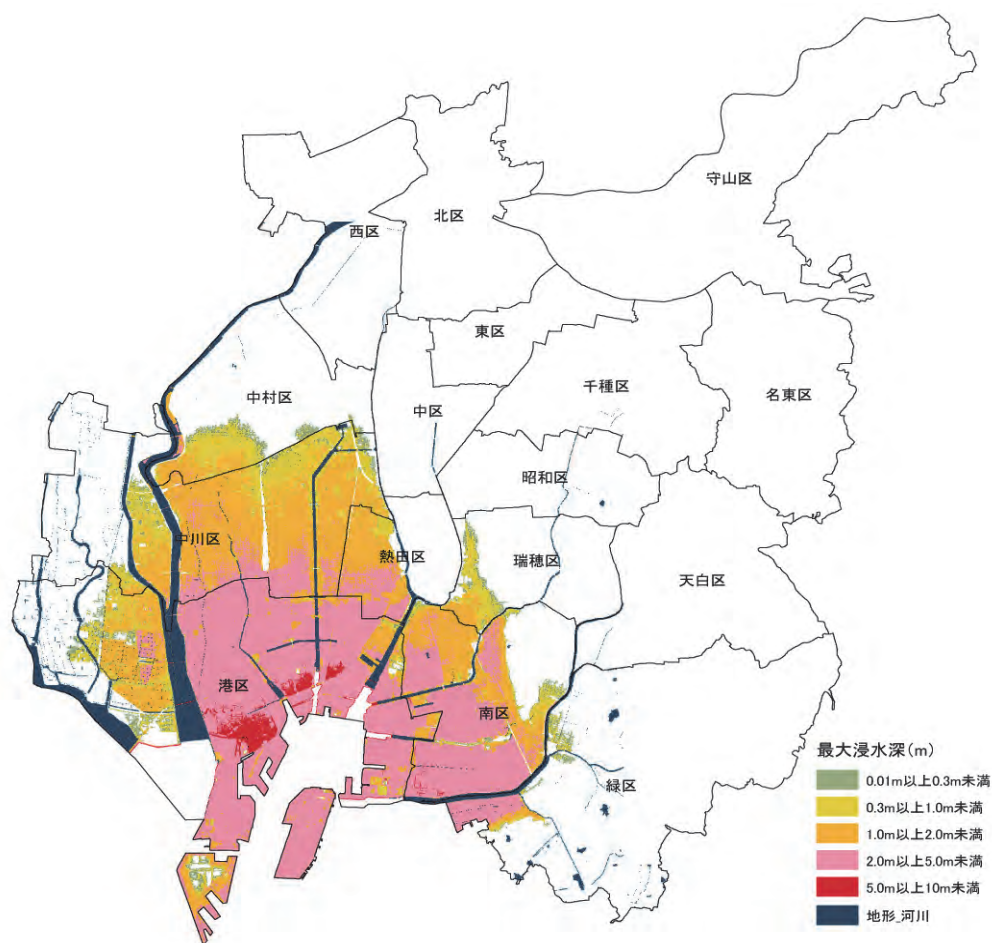 守山区
北区
西区
東区
千種区
名東区
中村区
中区
昭和区
中川区
熱田区
瑞穂区
天白区
港区
南区
緑区
最大浸水深(m)
0.01m以上0.3m未満
0.3m以上1.0m未満
1.0m以上2.0m未満
2.0m以上5.0m未満
5.0m以上10m未満
地形_河川